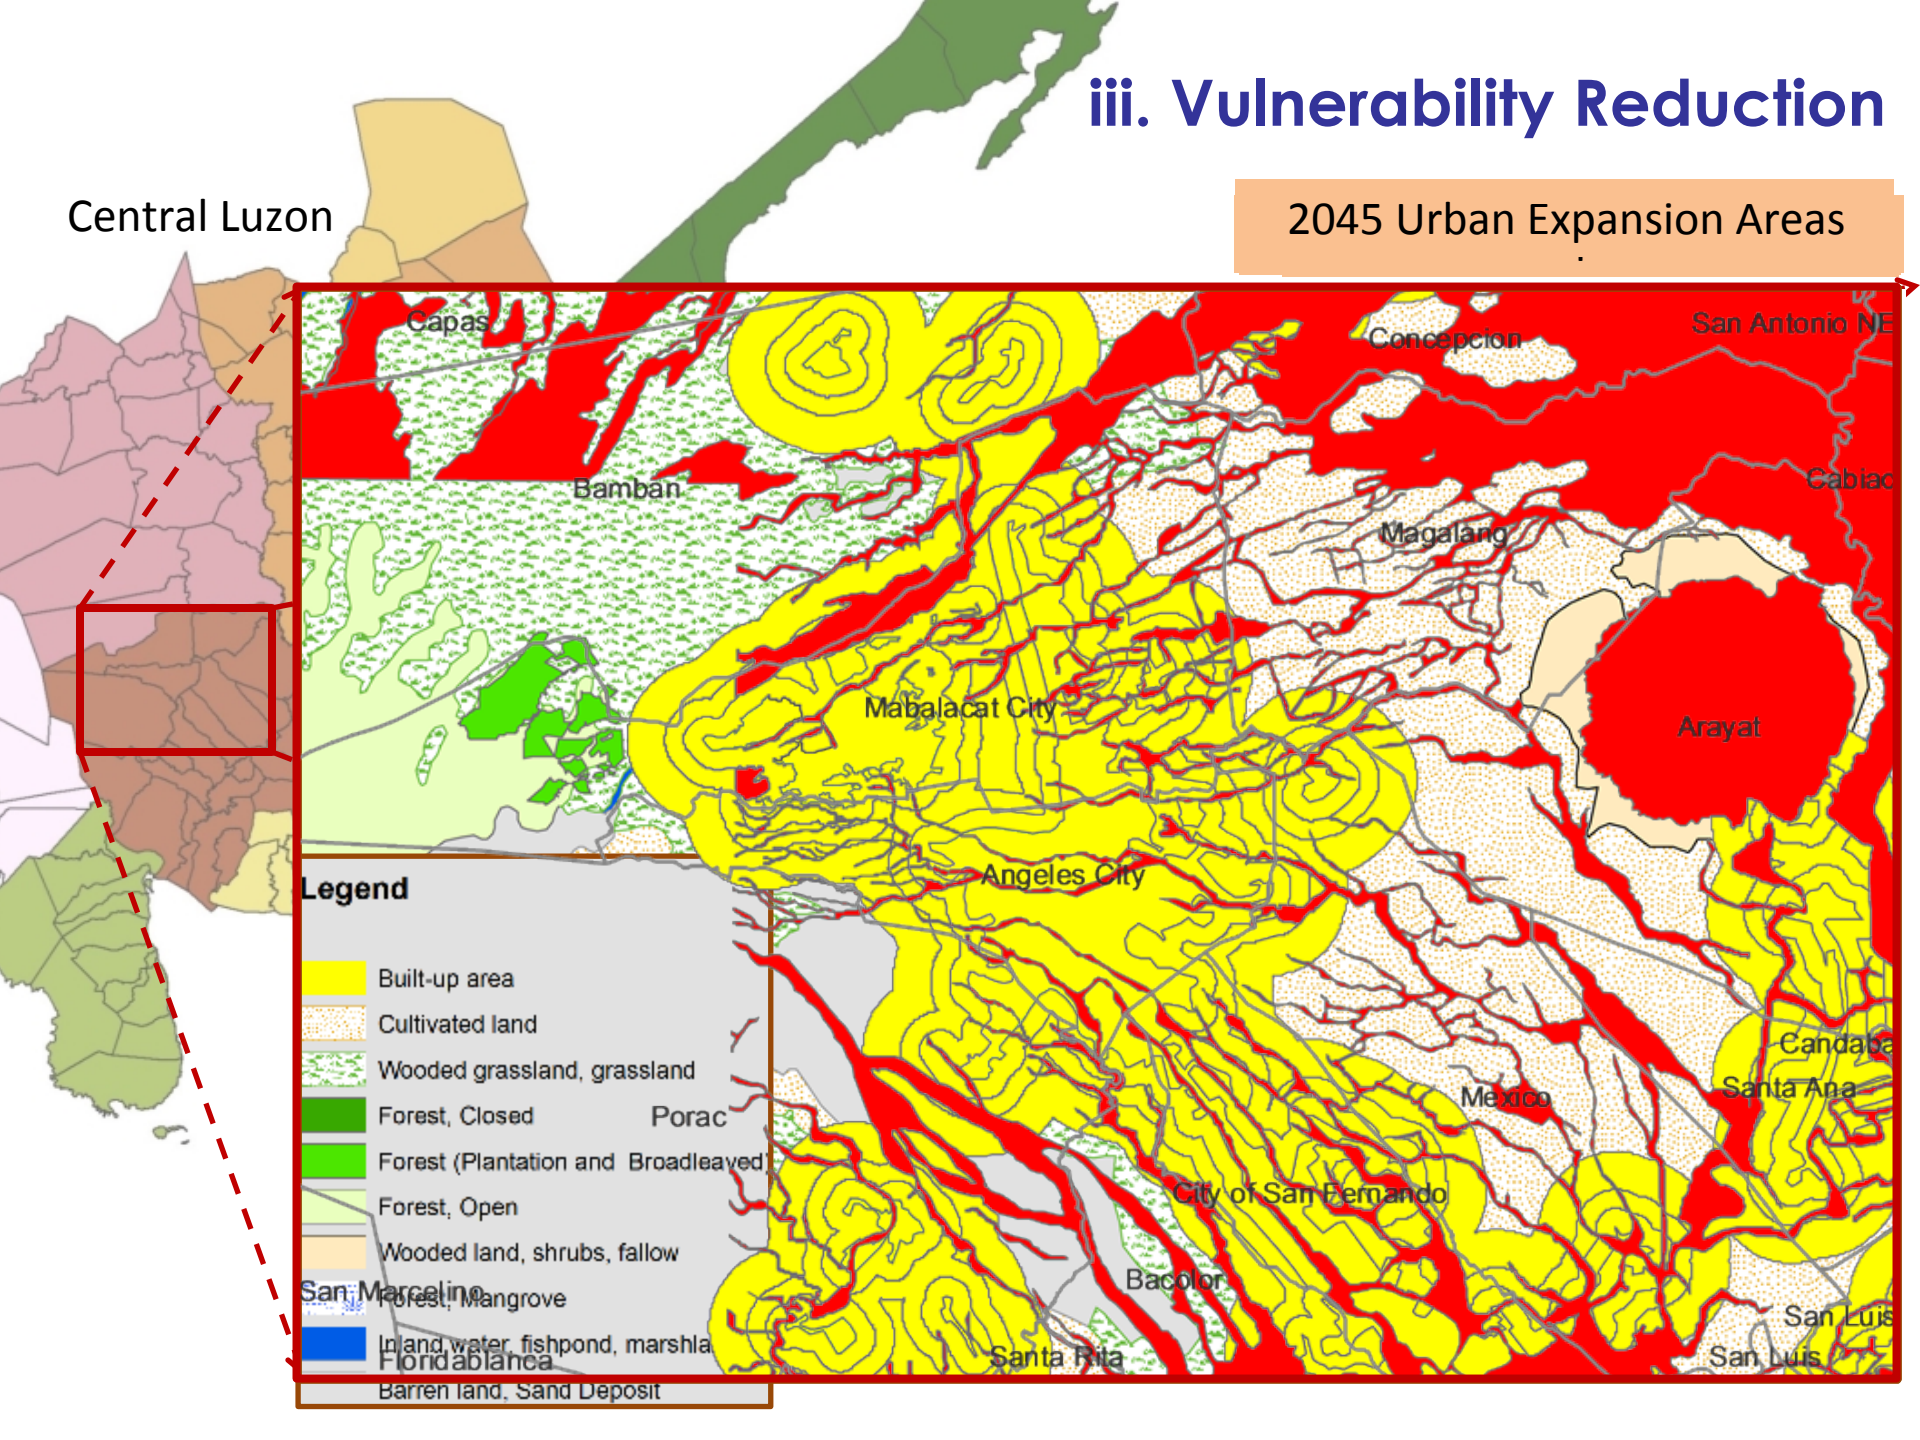 iii. Vulnerability Reduction
Central Luzon
2045 Urban Expansion Areas
Capas
Concepcion
San Antonio NE
Bamban
Cabiao
Magalang
Mabalacat City
Arayat
Angeles City
Legend
Built-up area
Cultivated land
Wooded grassland, grassland
Forest, Closed
Porac
Forest (Plantation and Broadleaved)
Forest, Open
Wooded land, shrubs, fallow
San Marcelino
Forest, Mangrove
Inland water, fishpond, marshla
Floridablanca
Barren land, Sand Deposit
Candaba
Santa Ana
Mexico
City of San Fernando
Bacolor
San Luis
Santa Rita
San Luis